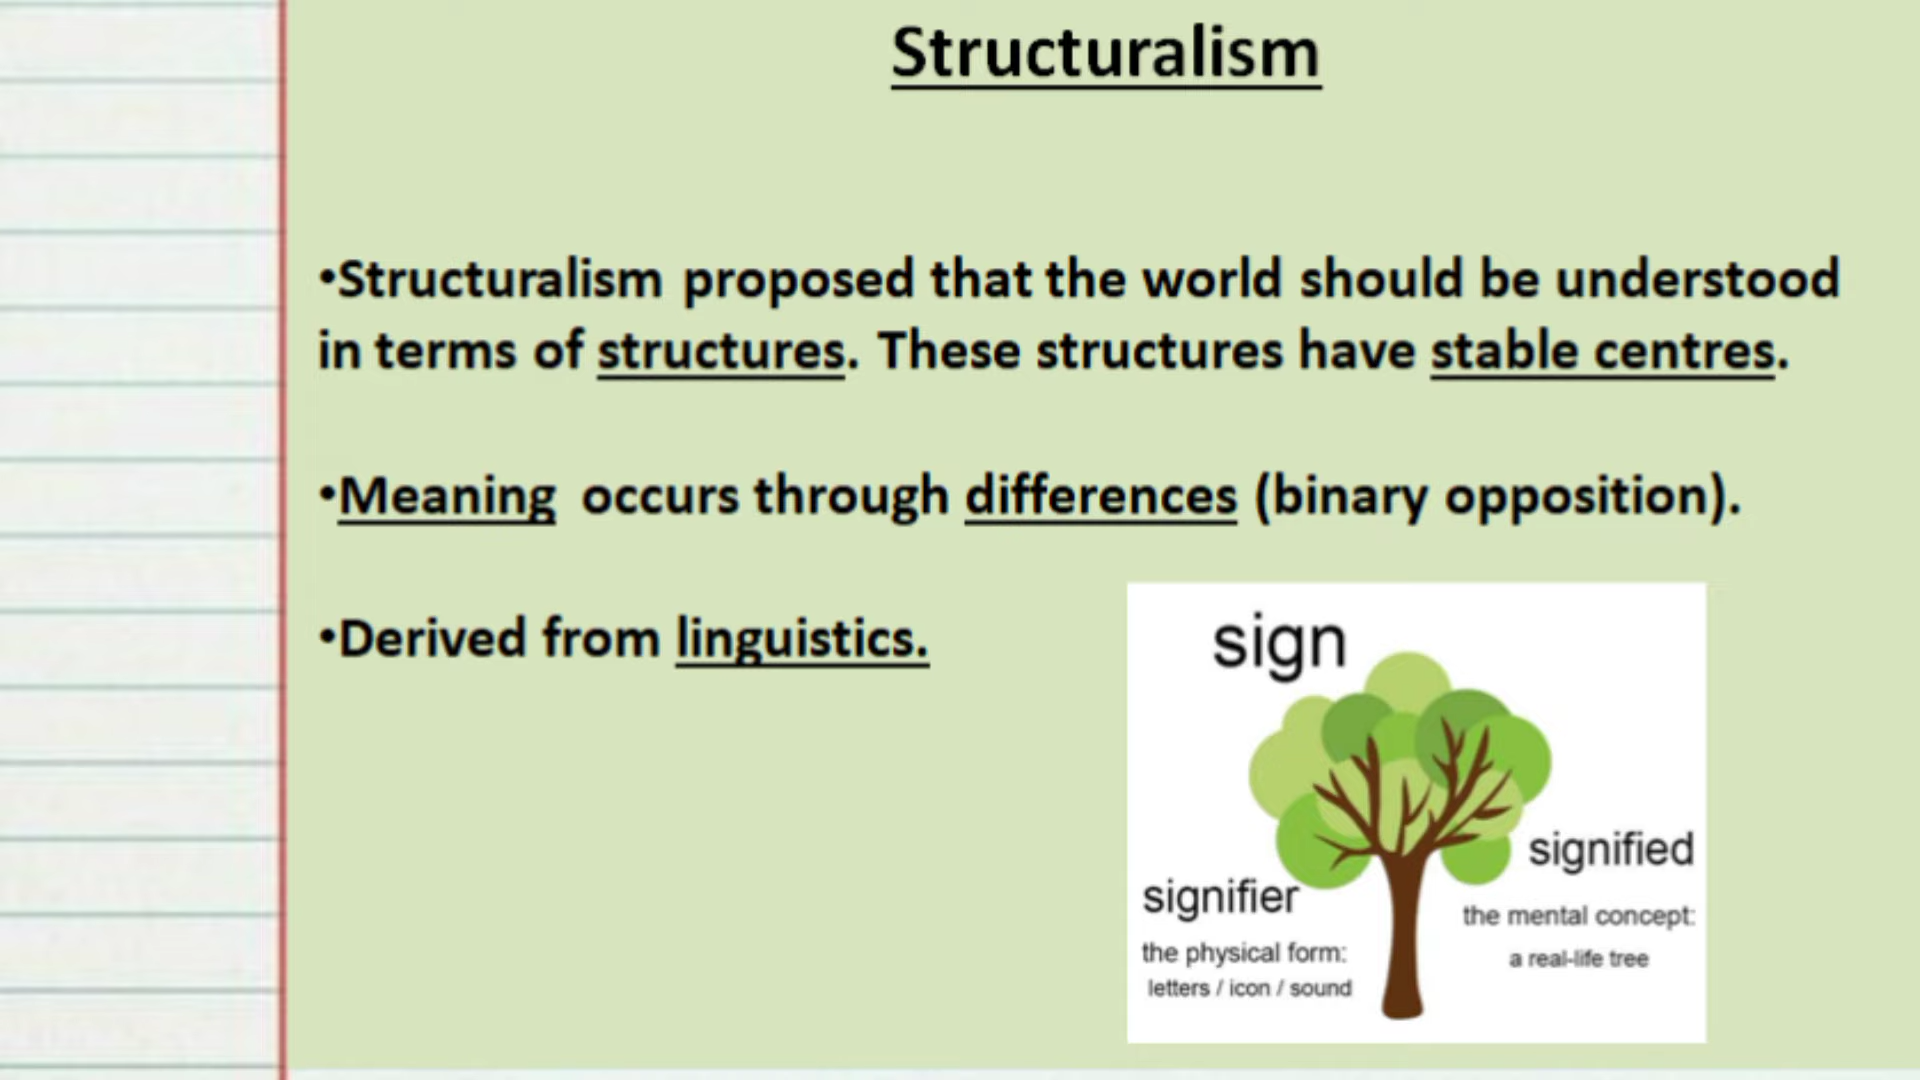 Structuralism
•Structuralism proposed that the world should be understood
in terms of structures. These structures have stable centres.
•Meaning occurs through differences (binary opposition).
•Derived from linguistics.
sign
signified
signifier
the mental concept:
the physical form:
a real-life tree
letters / icon / sound